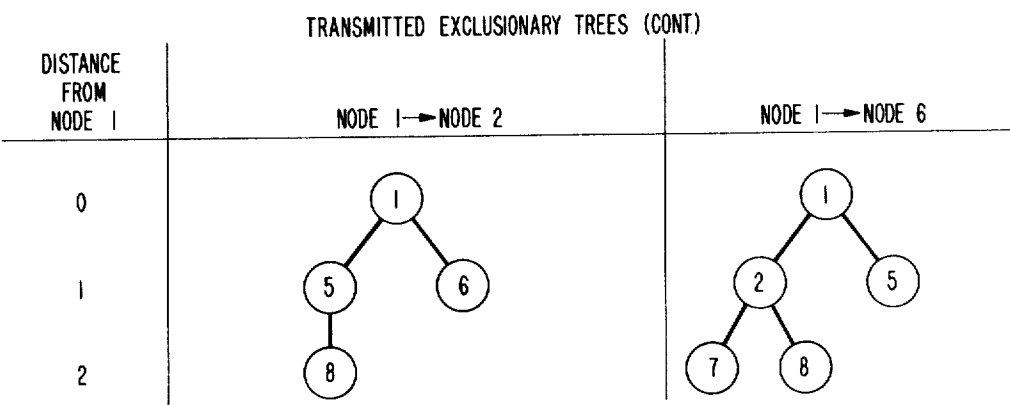 TRANSMITTED EXCLUSIONARY TREES (CONT.)
DISTANCE
FROM
NODE 1
NODE 1→NODE 2
NODE 1→NODE 6
0
1
1
1
5
6
2
5
2
8
7
8